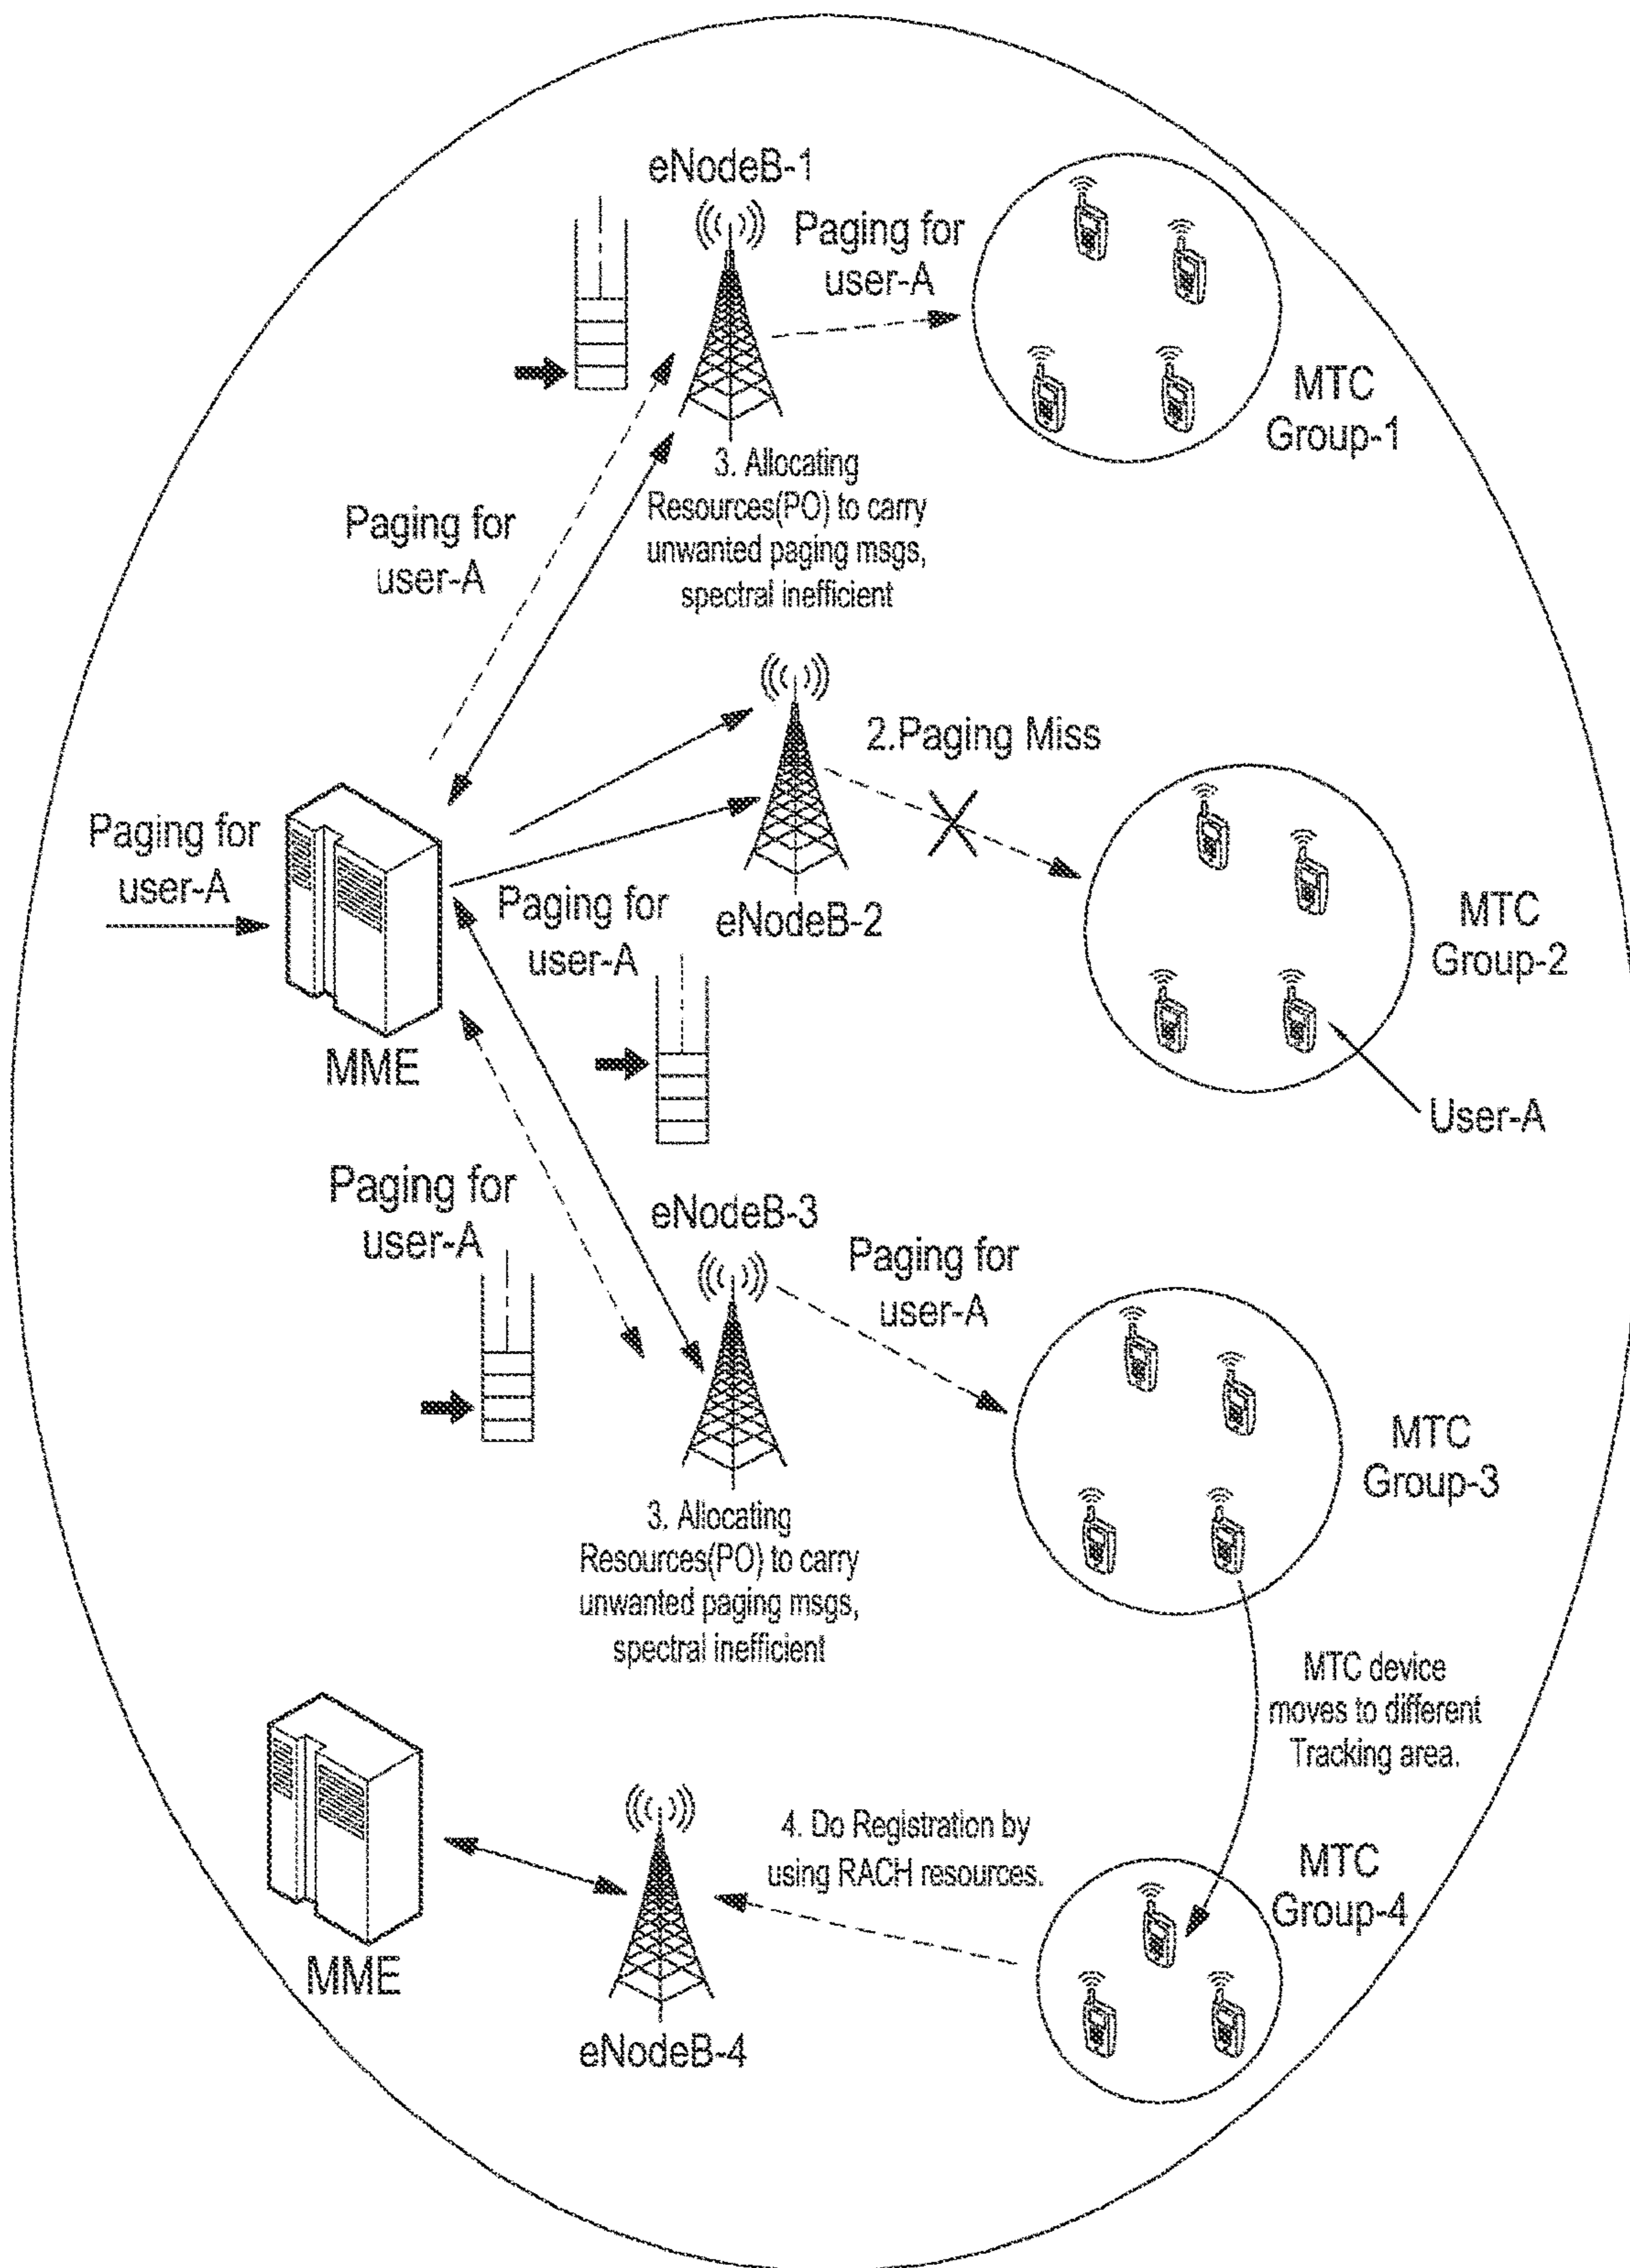 eNodeB-1
Paging for
user-A
MTC
Group-1
3. Allocating
Resources(PO) to carry
unwanted paging msgs,
spectral inefficient
Paging for
user-A
2.Paging Miss
Paging for
user-A
MME
Paging for
user-A
eNodeB-2
MTC
Group-2
User-A
Paging for
user-A
eNodeB-3
Paging for
user-A
MTC
Group-3
3. Allocating
Resources(PO) to carry
unwanted paging msgs,
spectral inefficient
MTC device
moves to different
Tracking area.
4. Do Registration by
using RACH resources.
MTC
Group-4
MME
eNodeB-4